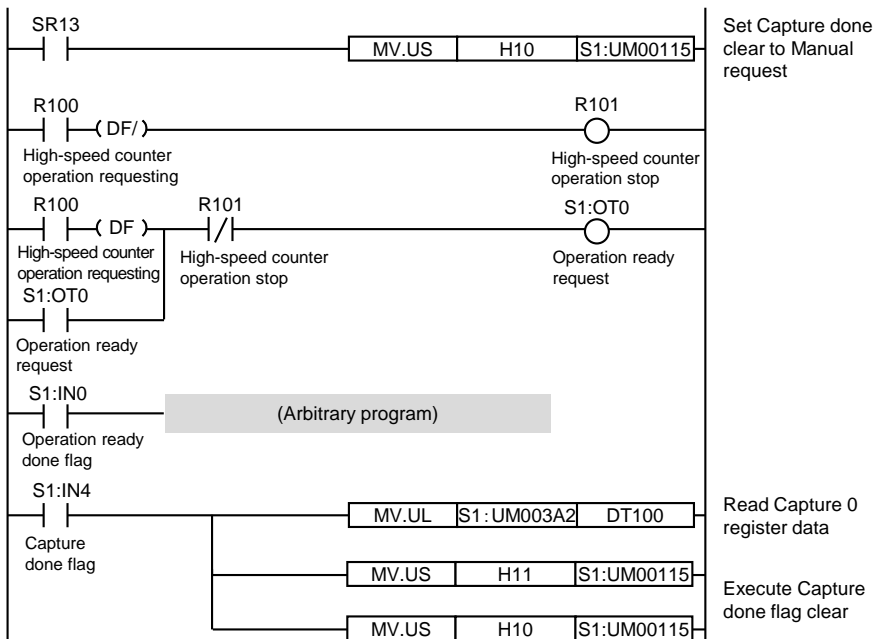 SR13
MV.US H10 S1:UM00115
Set Capture done
clear to Manual
request
R100
( DF/ )
R101
High-speed counter
operation requesting
High-speed counter
operation stop
R100
( DF )
R101
S1:OT0
High-speed counter
operation requesting
High-speed counter
operation stop
Operation ready
request
S1:OT0
Operation ready
request
S1:IN0
(Arbitrary program)
Operation ready
done flag
S1:IN4
MV.UL S1:UM003A2 DT100
Read Capture 0
register data
Capture
done flag
MV.US H11 S1:UM00115
Execute Capture
done flag clear
MV.US H10 S1:UM00115